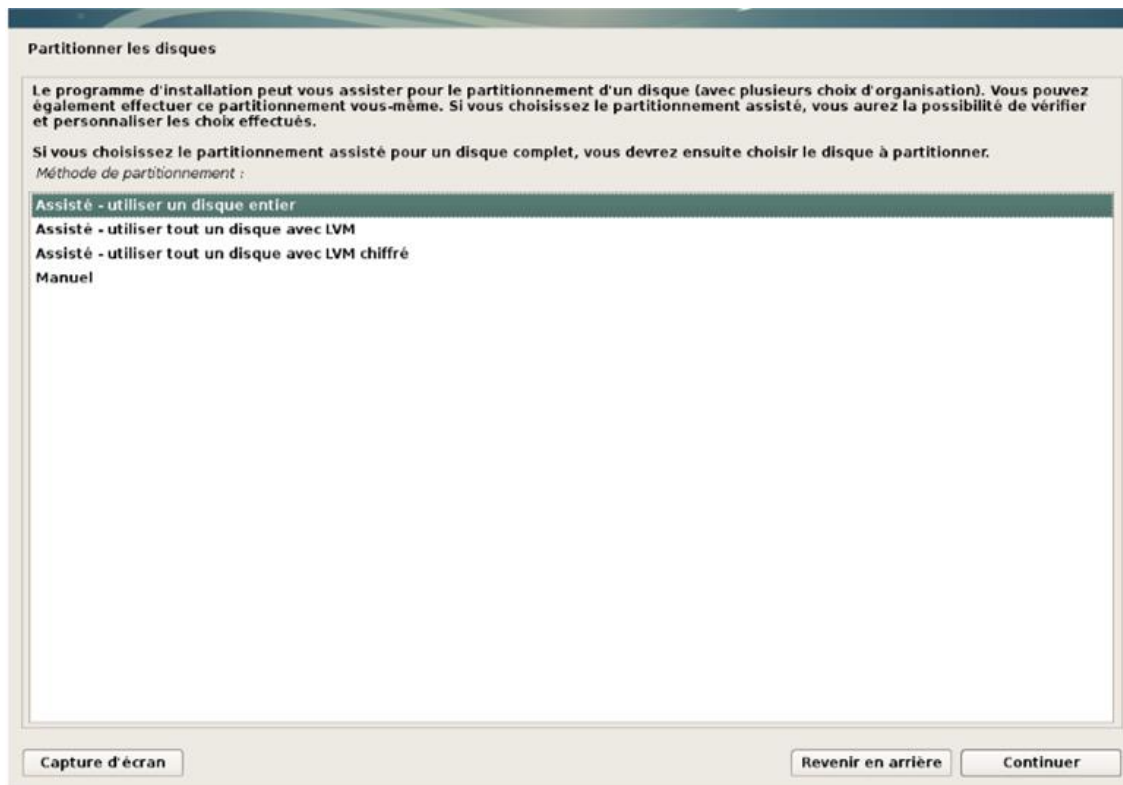 Partitionner les disques
Le programme d'installation peut vous assister pour le partitionnement d'un disque (avec plusieurs choix d'organisation). Vous pouvez
également effectuer ce partitionnement vous-même. Si vous choisissez le partitionnement assisté, vous aurez la possibilité de vérifier
et personnaliser les choix effectués.
Si vous choisissez le partitionnement assisté pour un disque complet, vous devrez ensuite choisir le disque à partitionner.
Méthode de partitionnement :
Assisté - utiliser un disque entier
Assisté - utiliser tout un disque avec LVM
Assisté - utiliser tout un disque avec LVM chiffré
Manuel
Capture d'écran
Revenir en arrière
Continuer